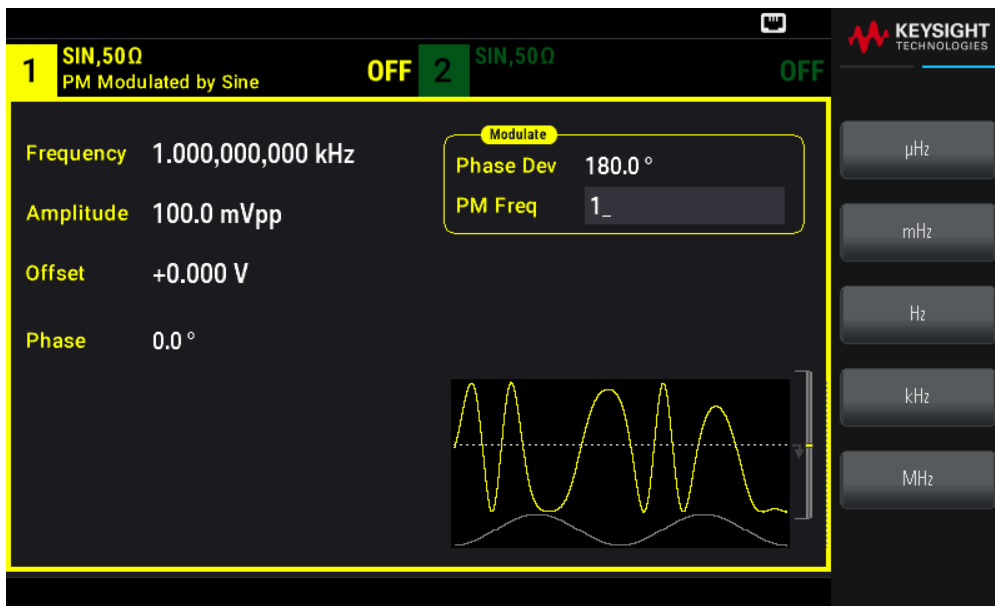 KEYSIGHT
TECHNOLOGIES
1 SIN,50Ω
PM Modulated by Sine OFF
2 SIN,50Ω OFF
Frequency 1.000,000,000 kHz
Amplitude 100.0 mVpp
Offset +0.000 V
Phase 0.0 °
Modulate
Phase Dev 180.0 °
PM Freq 1_
µHz
mHz
Hz
kHz
MHz